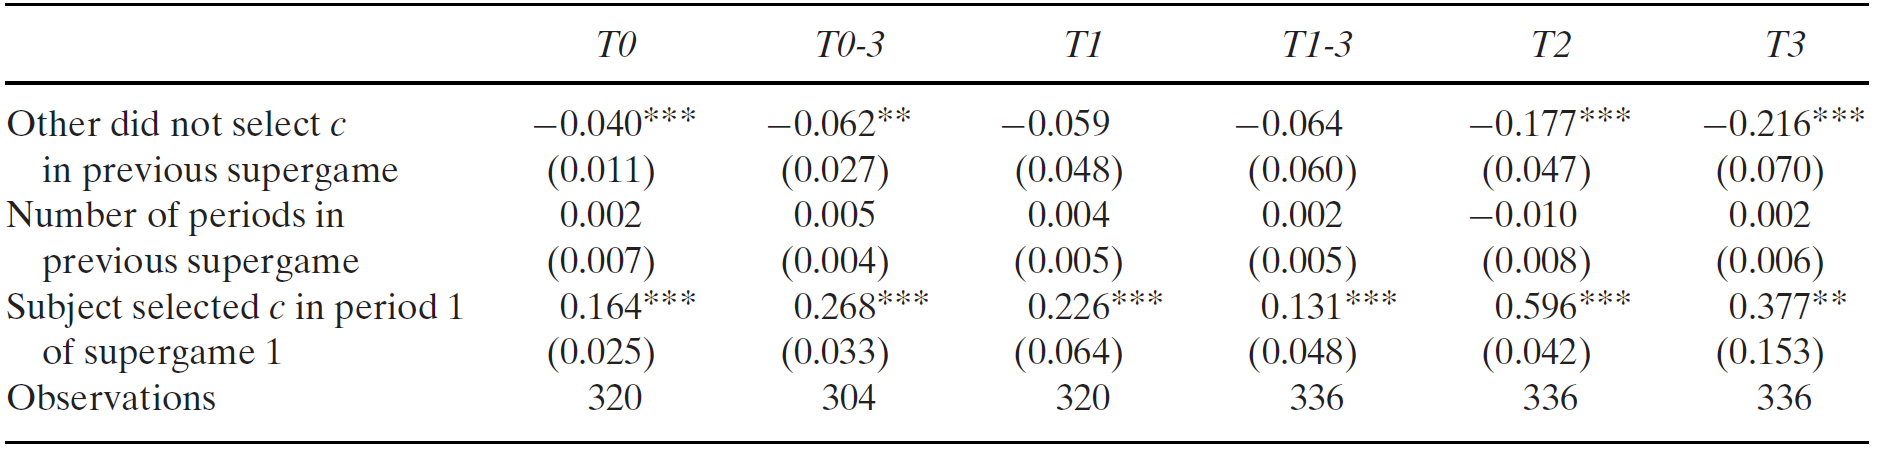 T0 T0-3 T1 T1-3 T2 T3
Other did not select c −0.040*** −0.062** −0.059 −0.064 −0.177*** −0.216***
in previous supergame (0.011) (0.027) (0.048) (0.060) (0.047) (0.070)
Number of periods in 0.002 0.005 0.004 0.002 −0.010 0.002
previous supergame (0.007) (0.004) (0.005) (0.005) (0.008) (0.006)
Subject selected c in period 1 0.164*** 0.268*** 0.226*** 0.131*** 0.596*** 0.377**
of supergame 1 (0.025) (0.033) (0.064) (0.048) (0.042) (0.153)
Observations 320 304 320 336 336 336